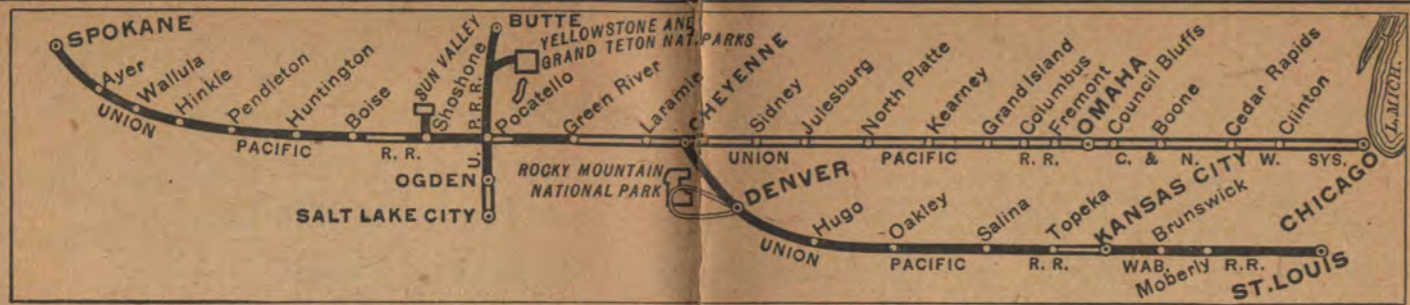 SPOKANE
Ayer
Wallula
Hinkle
Pendleton
Huntington
Boise
SUN VALLEY
Shoshone
BUTTE
YELLOWSTONE AND
GRAND TETON NAT. PARKS
Pocatello
Green River
Laramie
CHEYENNE
Sidney
Julesburg
North Platte
Kearney
Grand Island
Columbus
Fremont
OMAHA
Council Bluffs
Boone
Cedar Rapids
Clinton
L. MICH.
CHICAGO
UNION
PACIFIC
R. R.
U. P. R. R.
UNION
PACIFIC
R. R.
C. & N. W. SYS.
OGDEN
SALT LAKE CITY
ROCKY MOUNTAIN
NATIONAL PARK
DENVER
Hugo
Oakley
Salina
Topeka
KANSAS CITY
Brunswick
Moberly
ST. LOUIS
UNION
PACIFIC
R. R.
WAB. R.R.